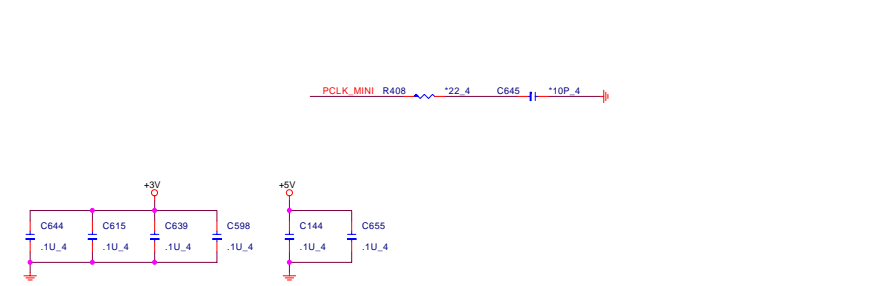 PCLK_MINI R408 *22_4 C645 *10P_4
+3V +5V
C644 C615 C639 C598 C144 C655
.1U_4 .1U_4 .1U_4 .1U_4 .1U_4 .1U_4